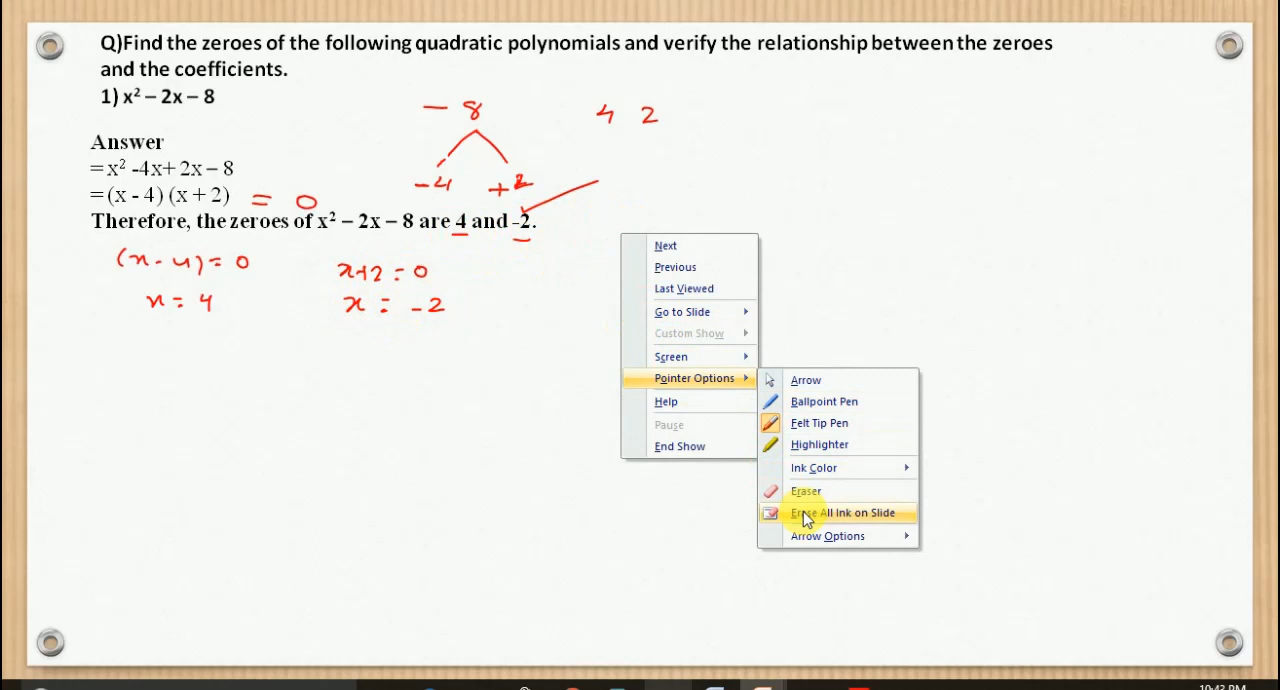 Q)Find the zeroes of the following quadratic polynomials and verify the relationship between the zeroes
and the coefficients.
1) x² – 2x – 8
– 8
4 2
Answer
= x² -4x+ 2x – 8
-4 +2
= (x - 4) (x + 2) = 0
Therefore, the zeroes of x² – 2x – 8 are 4 and -2.
(x - 4) = 0
x+2 = 0
x = 4
x = -2
Next
Previous
Last Viewed
Go to Slide
Custom Show
Screen
Pointer Options
Help
Pause
End Show
Arrow
Ballpoint Pen
Felt Tip Pen
Highlighter
Ink Color
Eraser
Erase All Ink on Slide
Arrow Options
10:43 PM